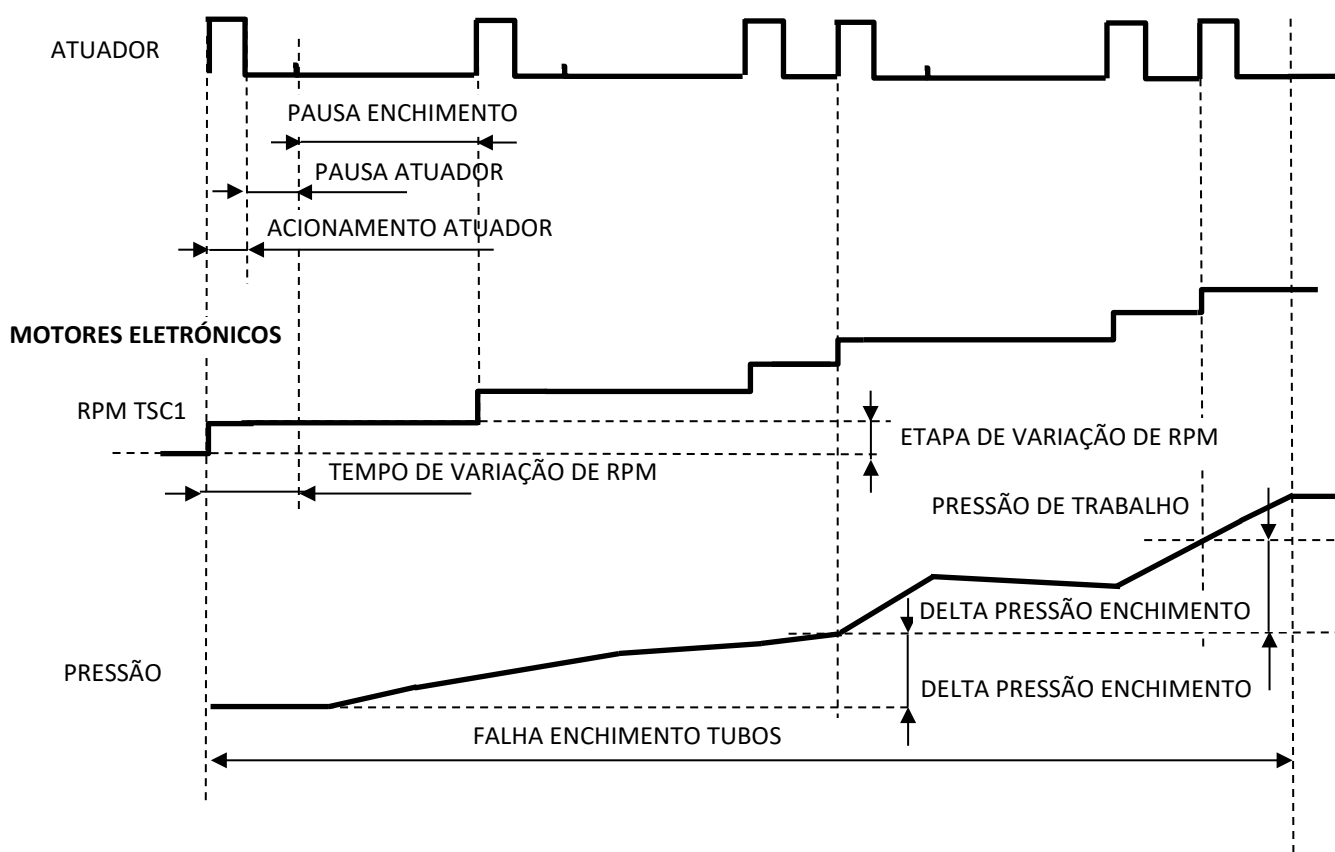 ATUADOR
PAUSA ENCHIMENTO
PAUSA ATUADOR
ACIONAMENTO ATUADOR
MOTORES ELETRÓNICOS
RPM TSC1
ETAPA DE VARIAÇÃO DE RPM
TEMPO DE VARIAÇÃO DE RPM
PRESSÃO DE TRABALHO
DELTA PRESSÃO ENCHIMENTO
PRESSÃO
DELTA PRESSÃO ENCHIMENTO
FALHA ENCHIMENTO TUBOS